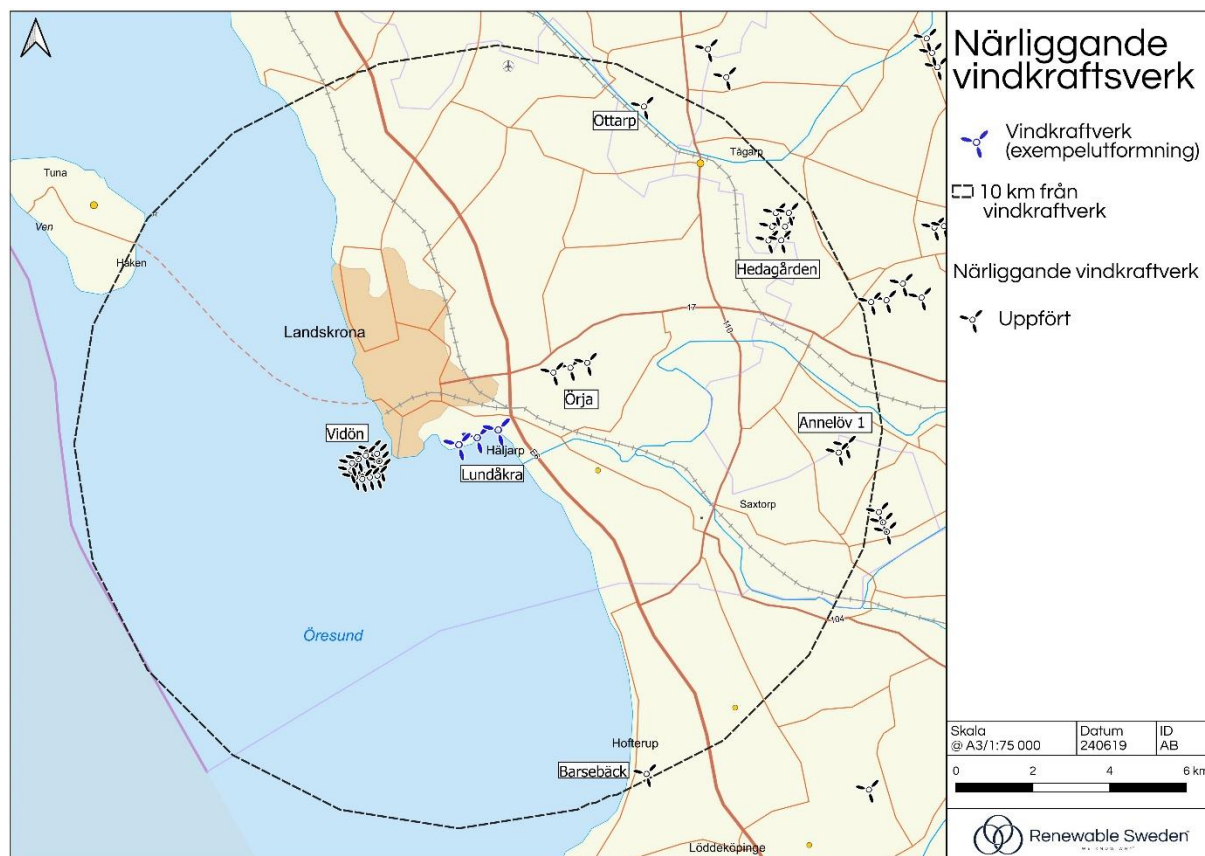 Närliggande
vindkraftsverk
Vindkraftverk
(exempelutformning)
10 km från
vindkraftverk
Närliggande vindkraftverk
Uppfört
Skala
@ A3/1:75 000
Datum
240619
ID
AB
0 2 4 6 km
Renewable Sweden
Ottarp
Tågarp
Tuna
Ven
Haken
Hedagården
Landskrona
17
110
Örja
Annelöv 1
Vidön
Häljarp
Lundåkra
E6
Saxtorp
104
Öresund
Hofterup
Barsebäck
Löddeköpinge